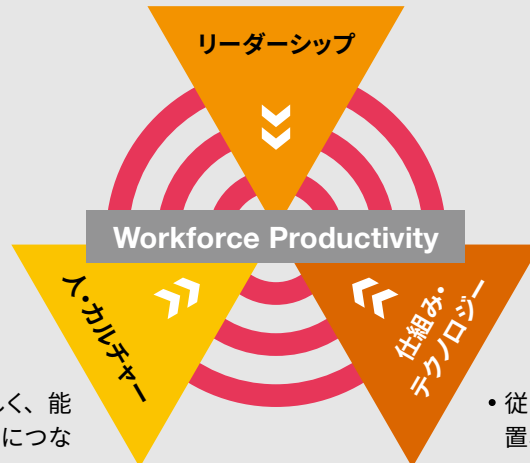 リーダーシップ
Workforce Productivity
人・カルチャー
仕組み・
テクノロジー
しく、能
につな
• 従
置